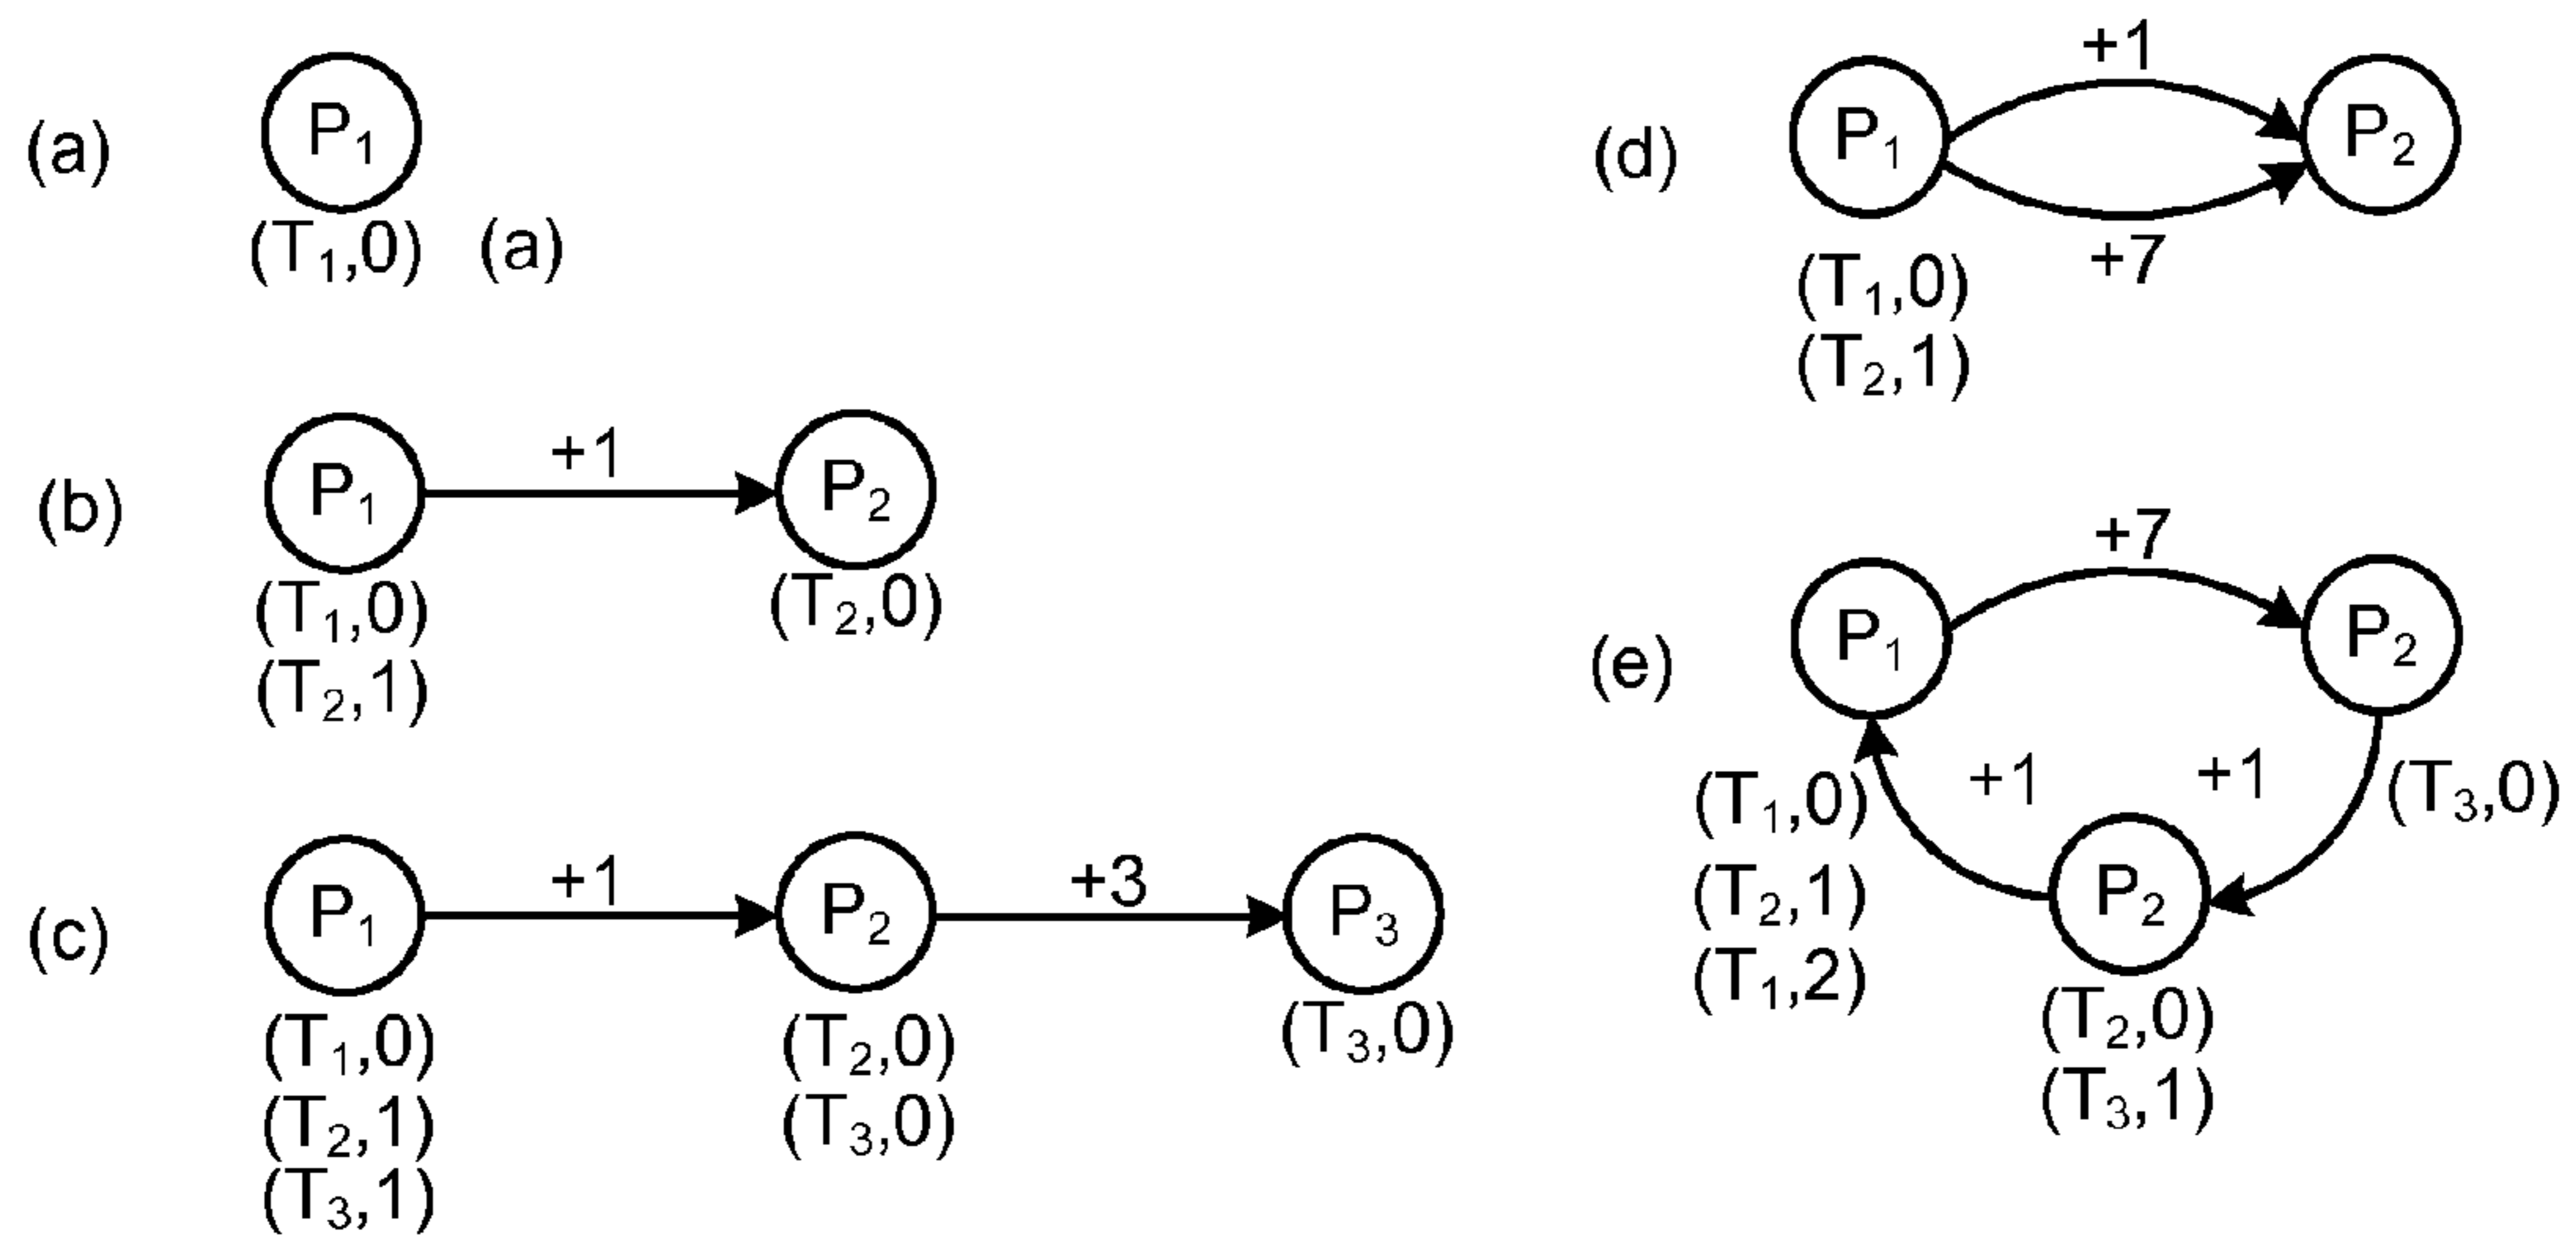 (a)
P₁
(T₁,0) (a)
(b)
P₁ +1 P₂
(T₁,0) (T₂,0)
(T₂,1)
(c)
P₁ +1 P₂ +3 P₃
(T₁,0) (T₂,0) (T₃,0)
(T₂,1) (T₃,0)
(T₃,1)
(d)
+1
P₁ P₂
+7
(T₁,0)
(T₂,1)
(e)
+7
P₁ P₂
(T₁,0) +1 +1 (T₃,0)
(T₂,1) P₂
(T₁,2)
(T₂,0)
(T₃,1)